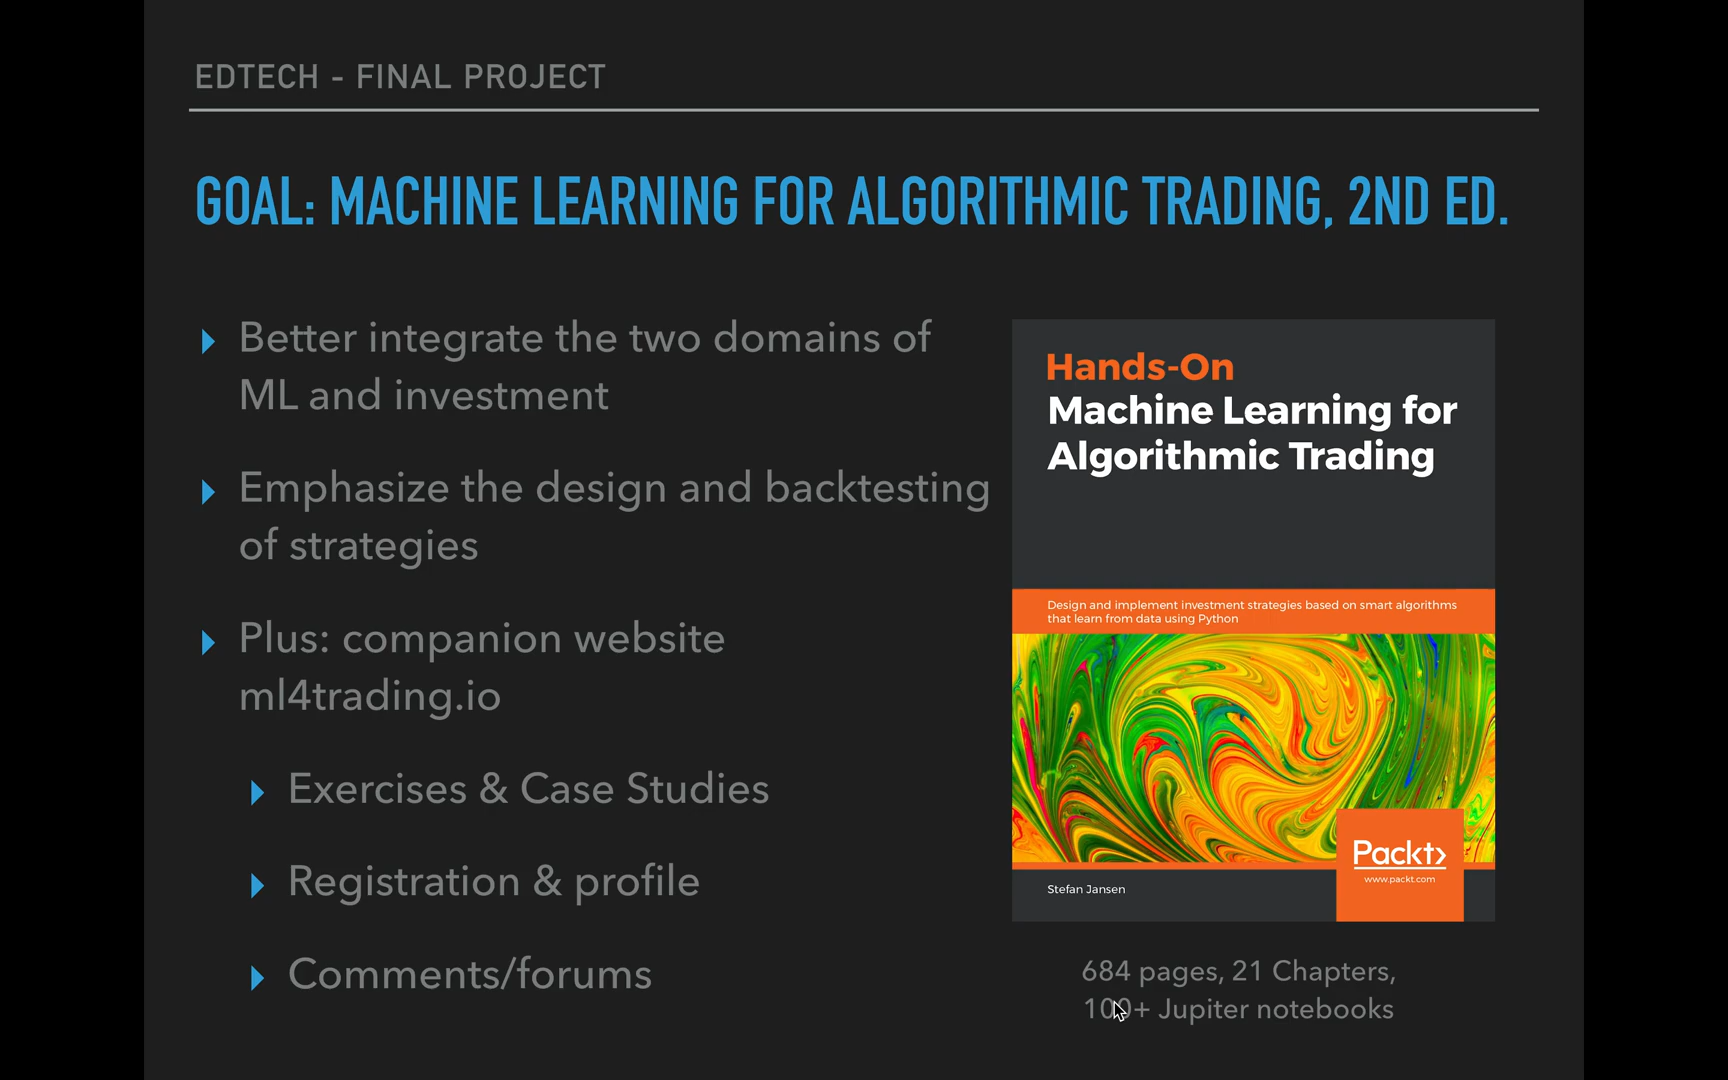 EDTECH - FINAL PROJECT
GOAL: MACHINE LEARNING FOR ALGORITHMIC TRADING, 2ND ED.
Better integrate the two domains of
ML and investment
Emphasize the design and backtesting
of strategies
Plus: companion website
ml4trading.io
Exercises & Case Studies
Registration & profile
Comments/forums
Hands-On
Machine Learning for
Algorithmic Trading
Design and implement investment strategies based on smart algorithms
that learn from data using Python
Packt>
www.packt.com
Stefan Jansen
684 pages, 21 Chapters,
100+ Jupiter notebooks